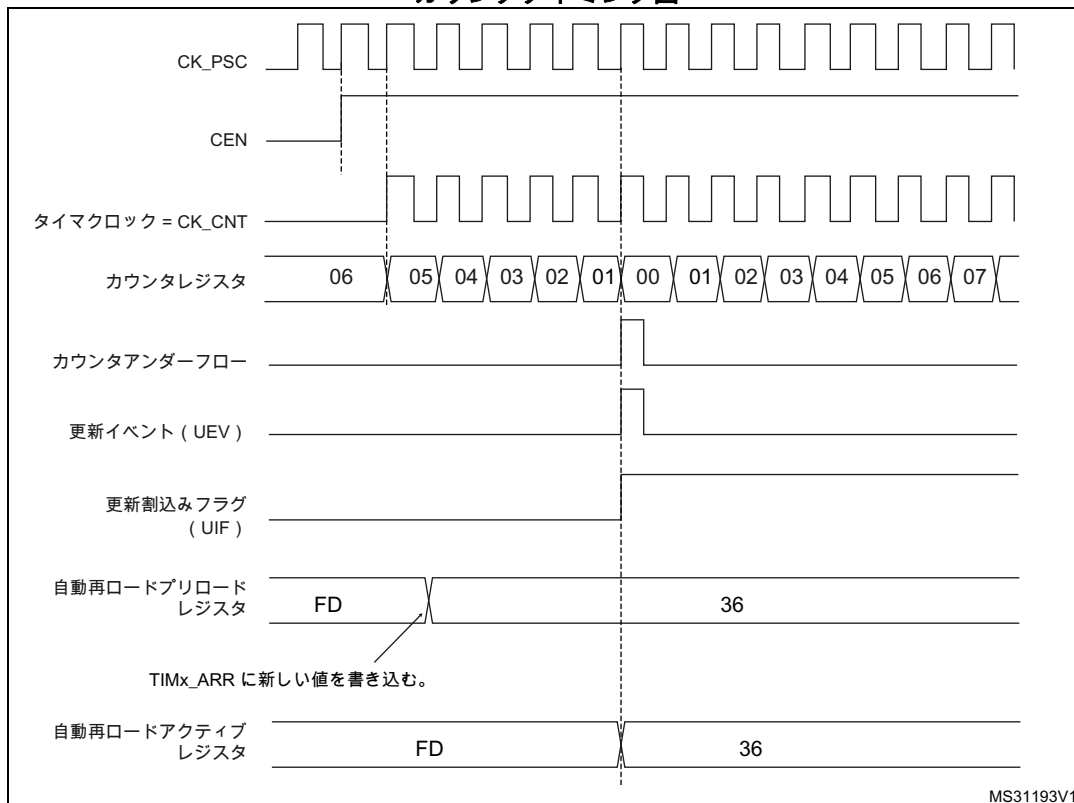 CK_PSC
CEN
タイマクロック = CK_CNT
カウンタレジスタ
06 05 04 03 02 01 00 01 02 03 04 05 06 07
カウンタアンダーフロー
更新イベント ( UEV )
更新割込みフラグ
( UIF )
自動再ロードプリロード
レジスタ
FD 36
TIMx_ARR に新しい値を書き込む。
自動再ロードアクティブ
レジスタ
FD 36
MS31193V1